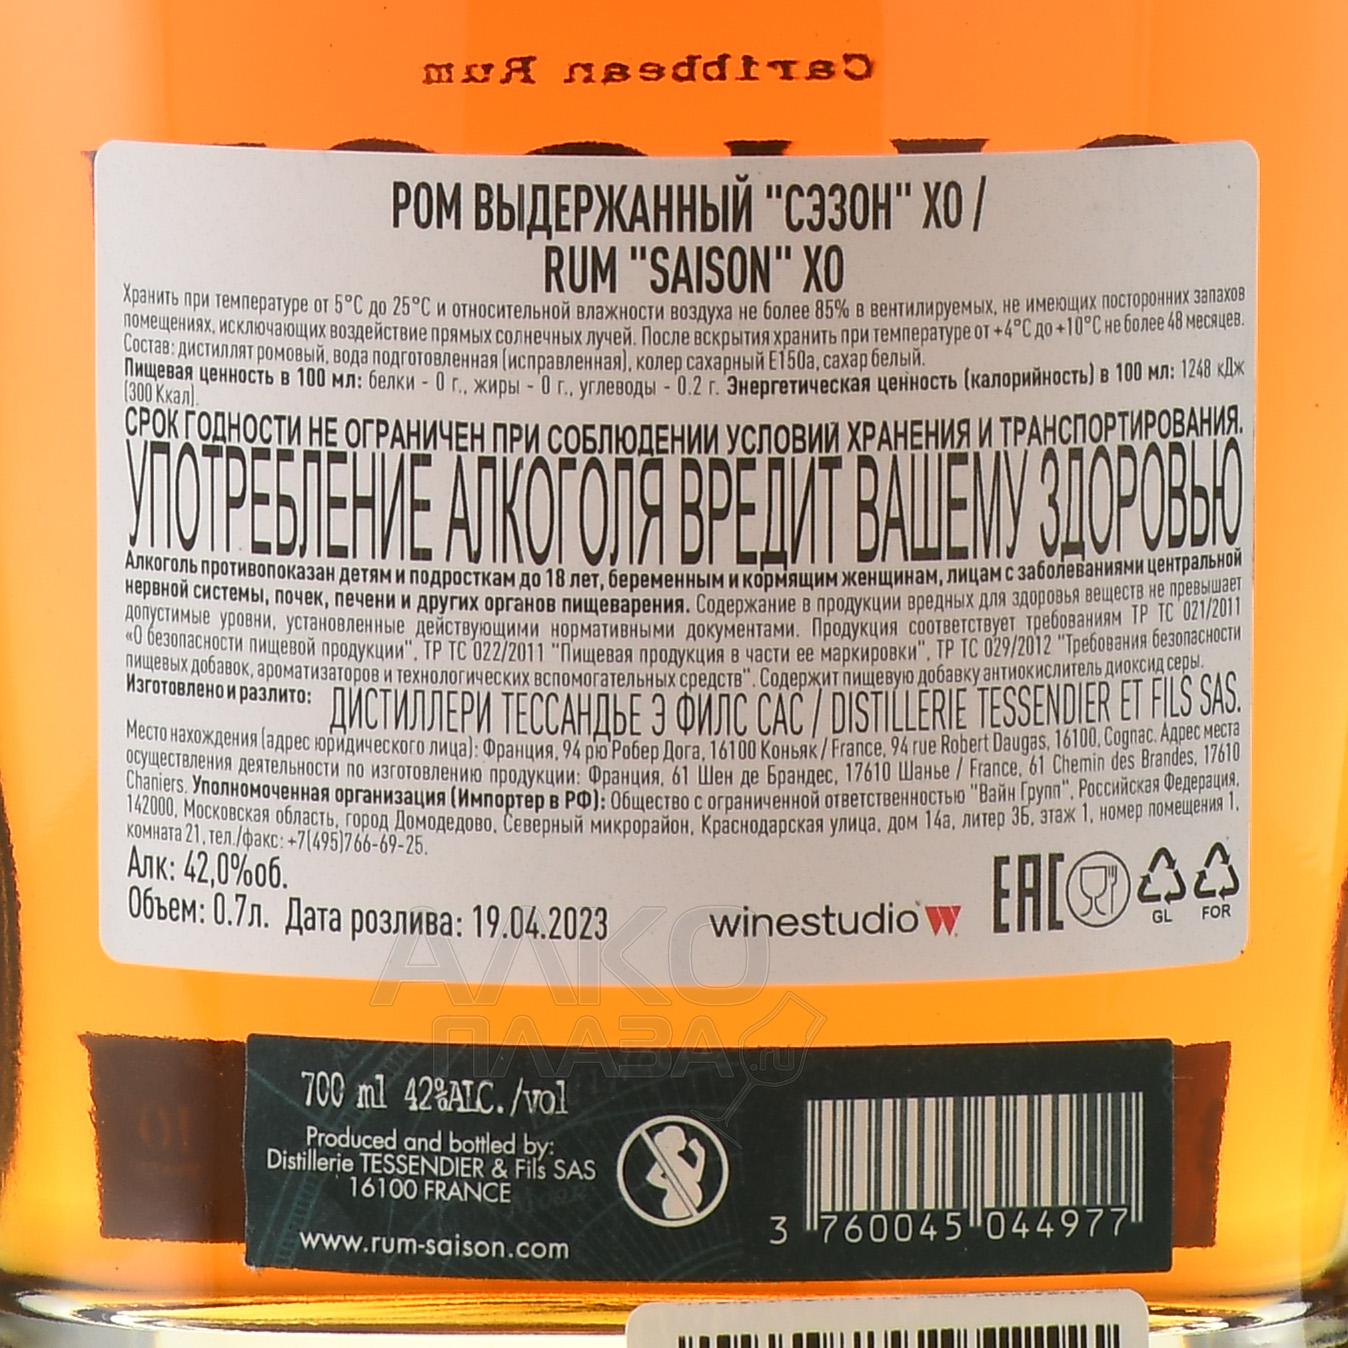 Caribbean Rum
РОМ ВЫДЕРЖАННЫЙ "СЭЗОН" XO /
RUM "SAISON" XO
Хранить при температуре от 5°C до 25°C и относительной влажности воздуха не более 85% в вентилируемых, не имеющих посторонних запахов
помещениях, исключающих воздействие прямых солнечных лучей. После вскрытия хранить при температуре от +4°C до +10°C не более 48 месяцев.
Состав: дистиллят ромовый, вода подготовленная (исправленная), колер сахарный E150a, сахар белый.
Пищевая ценность в 100 мл: белки - 0 г., жиры - 0 г., углеводы - 0.2 г. Энергетическая ценность (калорийность) в 100 мл: 1248 кДж
(300 Ккал).
СРОК ГОДНОСТИ НЕ ОГРАНИЧЕН ПРИ СОБЛЮДЕНИИ УСЛОВИЙ ХРАНЕНИЯ И ТРАНСПОРТИРОВАНИЯ.
УПОТРЕБЛЕНИЕ АЛКОГОЛЯ ВРЕДИТ ВАШЕМУ ЗДОРОВЬЮ
Алкоголь противопоказан детям и подросткам до 18 лет, беременным и кормящим женщинам, лицам с заболеваниями центральной
нервной системы, почек, печени и других органов пищеварения. Содержание в продукции вредных для здоровья веществ не превышает
допустимые уровни, установленные действующими нормативными документами. Продукция соответствует требованиям ТР ТС 021/2011
«О безопасности пищевой продукции", ТР ТС 022/2011 "Пищевая продукция в части ее маркировки", ТР ТС 029/2012 "Требования безопасности
пищевых добавок, ароматизаторов и технологических вспомогательных средств". Содержит пищевую добавку антиокислитель диоксид серы.
Изготовлено и разлито: ДИСТИЛЛЕРИ ТЕССАНДЬЕ Э ФИЛС САС / DISTILLERIE TESSENDIER ET FILS SAS.
Место нахождения (адрес юридического лица): Франция, 94 рю Робер Дога, 16100 Коньяк / France, 94 rue Robert Daugas, 16100, Cognac. Адрес места
осуществления деятельности по изготовлению продукции: Франция, 61 Шен де Брандес, 17610 Шанье / France, 61 Chemin des Brandes, 17610
Chaniers. Уполномоченная организация (Импортер в РФ): Общество с ограниченной ответственностью "Вайн Групп", Российская Федерация,
142000, Московская область, город Домодедово, Северный микрорайон, Краснодарская улица, дом 14а, литер 3Б, этаж 1, номер помещения 1,
комната 21, тел./факс: +7(495)766-69-25.
Алк: 42,0%об.
Объем: 0.7л. Дата розлива: 19.04.2023
winestudio W
EAC
GL
FOR
АЛКО
ПЛАЗА.ru
700 ml 42%ALC./vol
Produced and bottled by:
Distillerie TESSENDIER & Fils SAS
16100 FRANCE
www.rum-saison.com
3 760045 044977